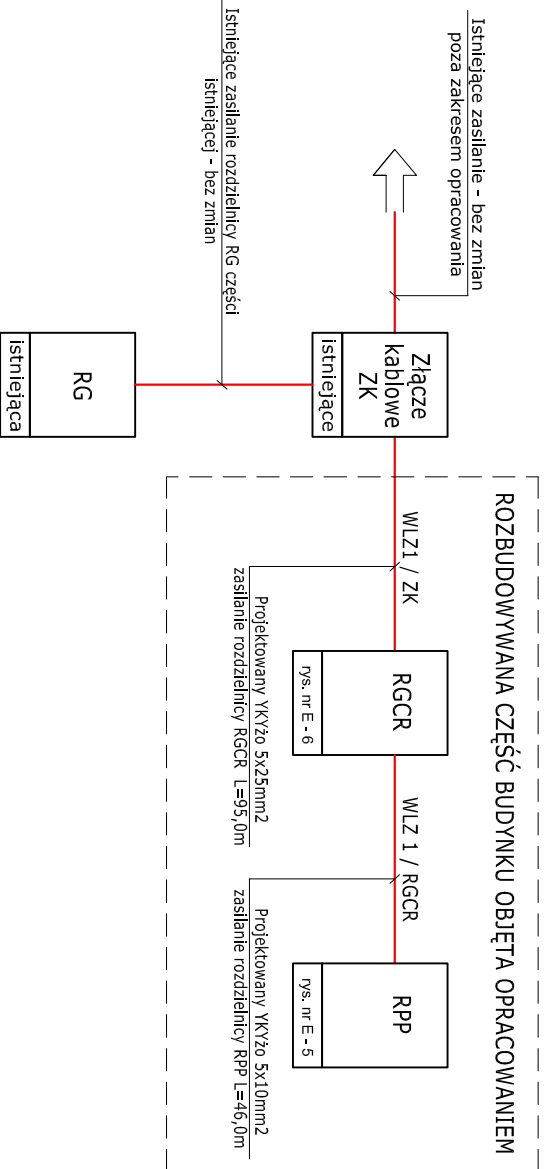 ROZBUDOWYWANA CZĘŚĆ BUDYNKU OBJĘTA OPRACOWANIEM
Istniejące zasilanie - bez zmian
poza zakresem opracowania
Złącze
kablowe
ZK
istniejące
Istniejące zasilanie rozdzielnicy RG części
istniejącej - bez zmian
RG
istniejąca
WLZ1 / ZK
Projektowany YKYżo 5x25mm2
zasilanie rozdzielnicy RGCR L=95,0m
RGCR
rys. nr E - 6
WLZ 1 / RGCR
Projektowany YKYżo 5x10mm2
zasilanie rozdzielnicy RPP L=46,0m
RPP
rys. nr E - 5